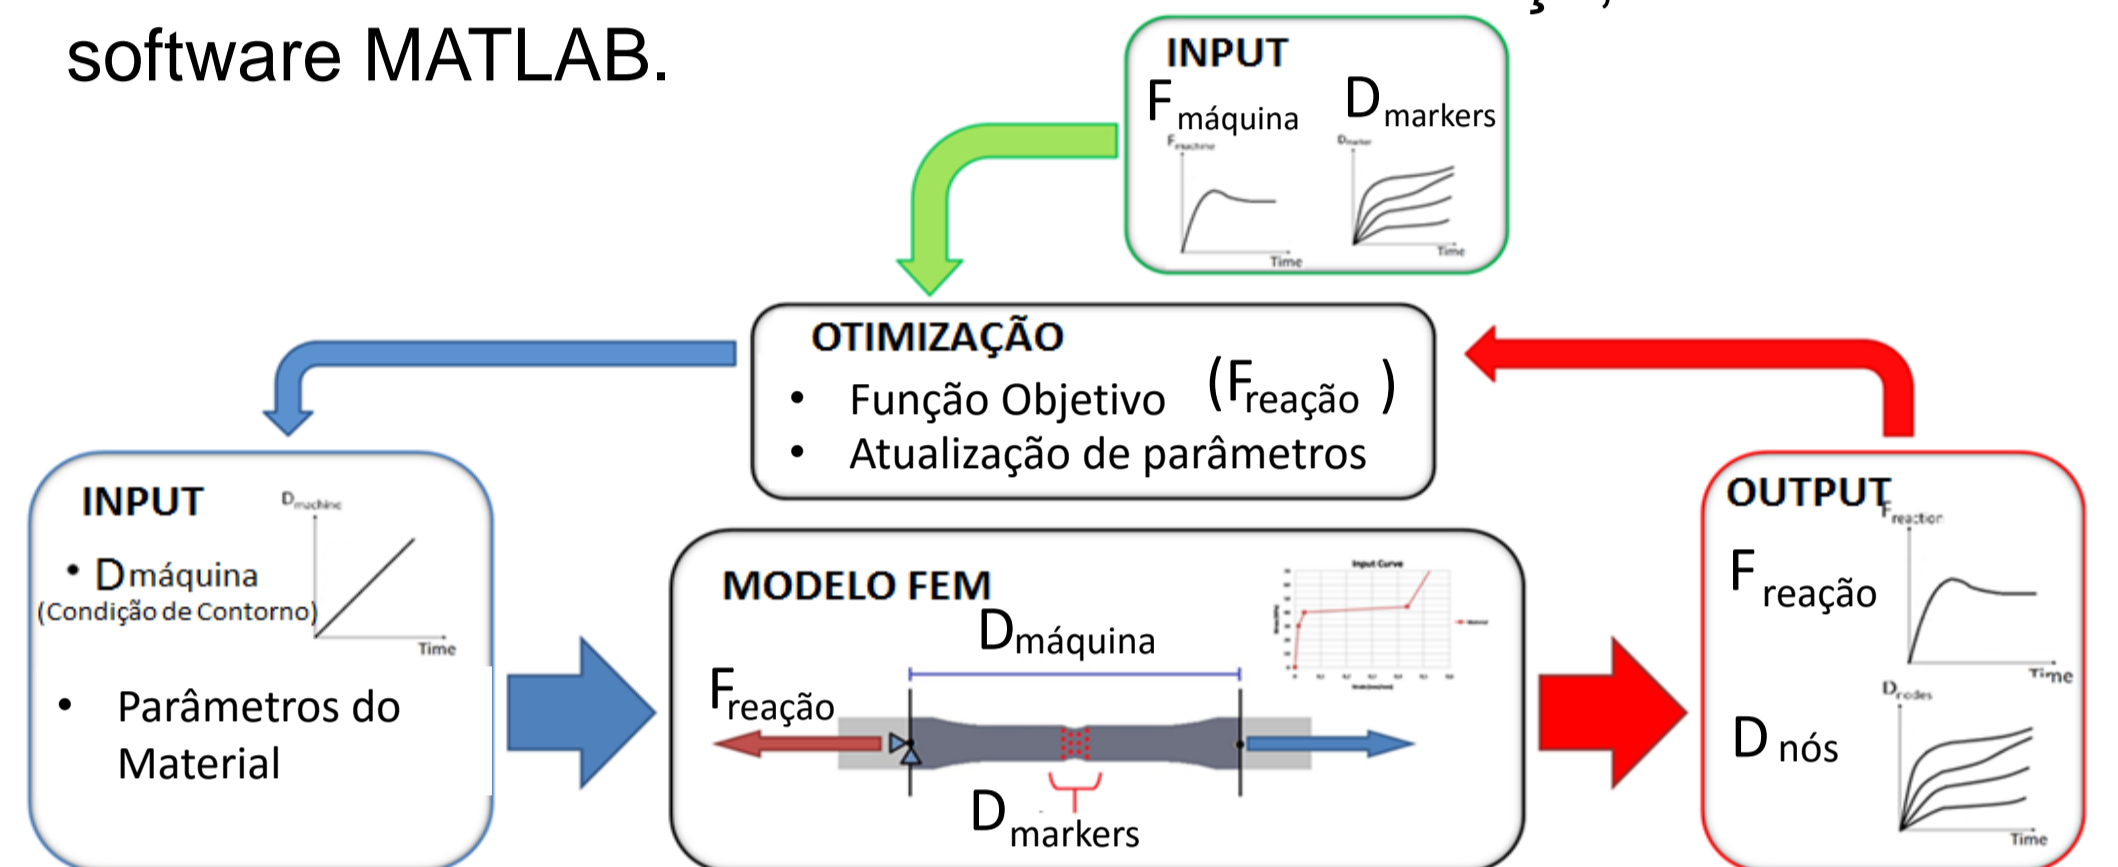 software MATLAB.
INPUT
F máquina D markers
F machine
D marker
Time
Time
OTIMIZAÇÃO
• Função Objetivo (F reação )
• Atualização de parâmetros
INPUT
D machine
• D máquina
(Condição de Contorno)
Time
• Parâmetros do
Material
MODELO FEM
Input Curve
D máquina
F reação
D markers
OUTPUT
F reaction
F reação
Time
D nodes
D nós
Time